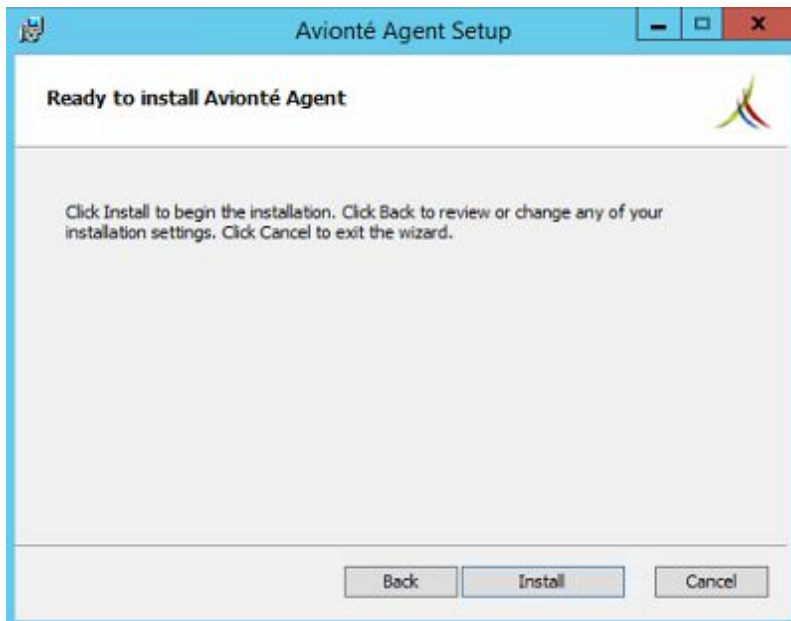 Avionté Agent Setup
Ready to install Avionté Agent
Click Install to begin the installation. Click Back to review or change any of your
installation settings. Click Cancel to exit the wizard.
Back Install Cancel